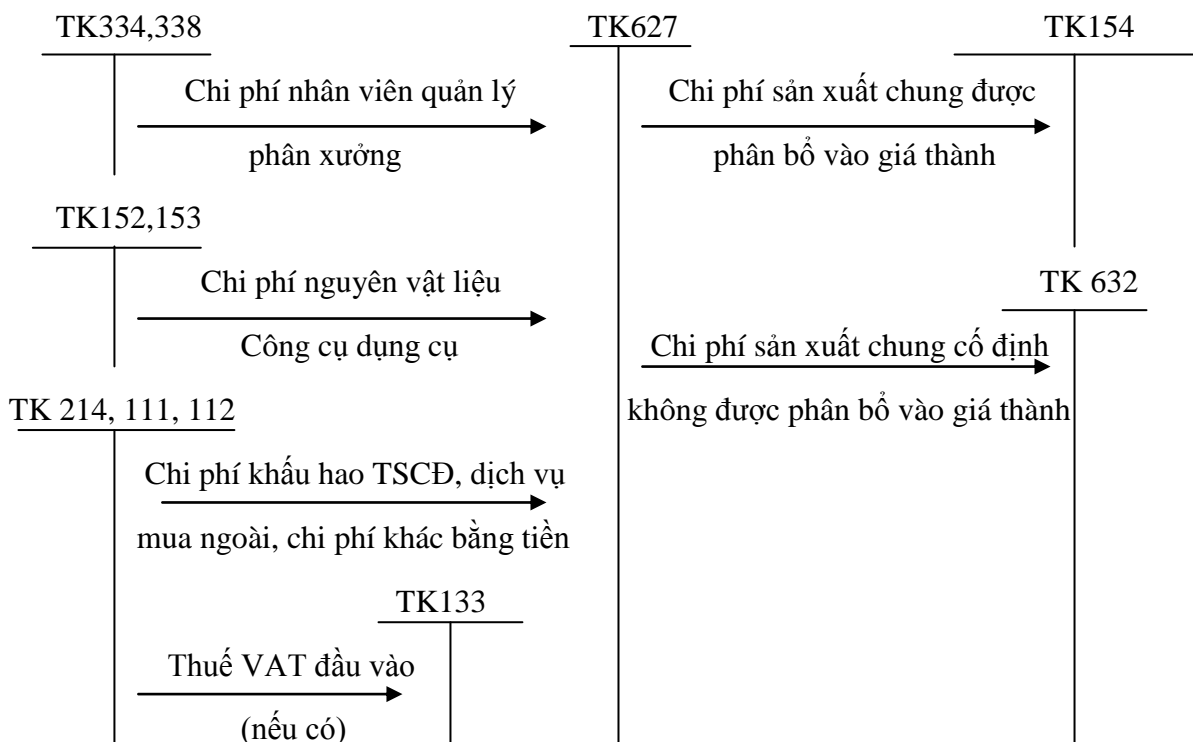 TK334,338
TK627
TK154
Chi phí nhân viên quản lý
phân xưởng
Chi phí sản xuất chung được
phân bổ vào giá thành
TK152,153
Chi phí nguyên vật liệu
Công cụ dụng cụ
TK 632
Chi phí sản xuất chung cố định
không được phân bổ vào giá thành
TK 214, 111, 112
Chi phí khấu hao TSCĐ, dịch vụ
mua ngoài, chi phí khác bằng tiền
TK133
Thuế VAT đầu vào
(nếu có)